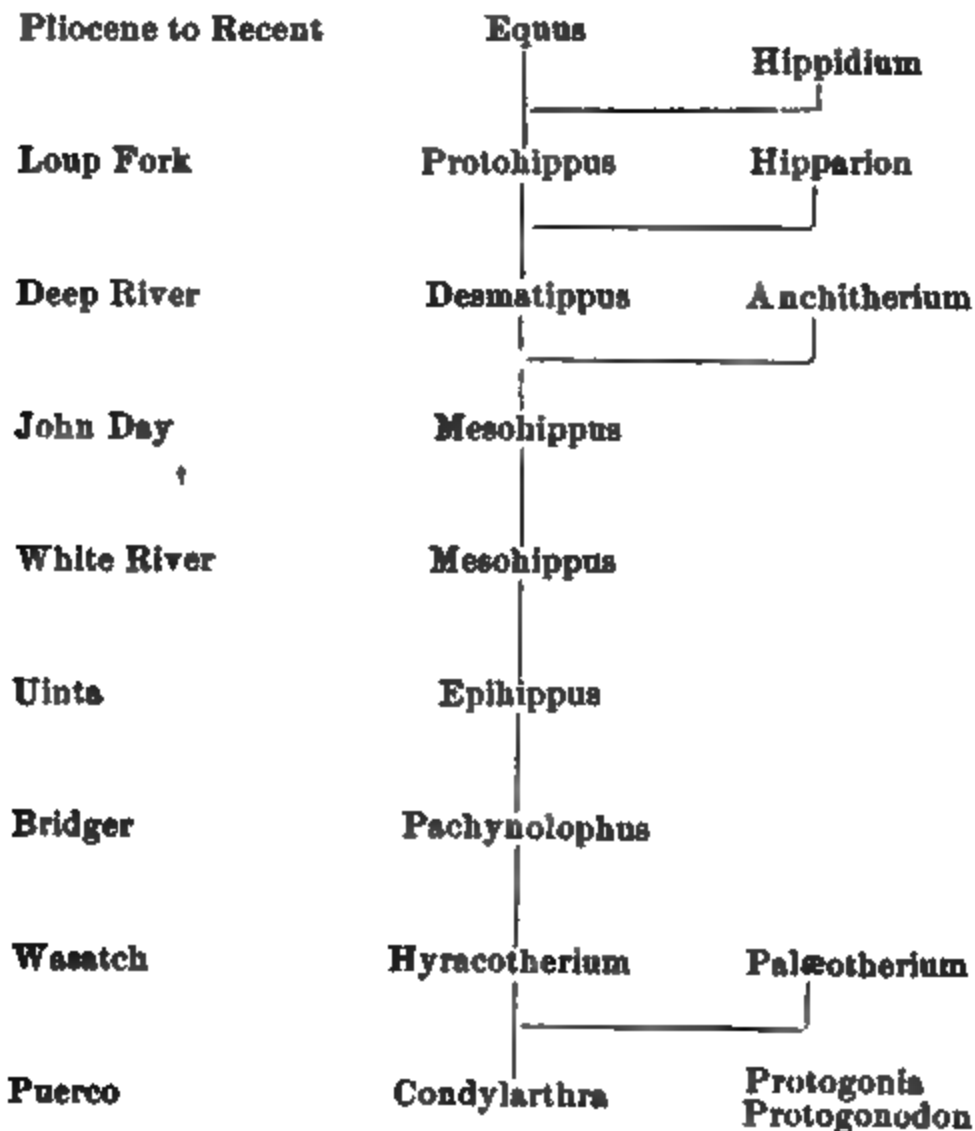 Pliocene to Recent Equus
Hippidium
Loup Fork Protohippus Hipparion
Deep River Desmatippus Anchitherium
John Day Mesohippus
White River Mesohippus
Uinta Epihippus
Bridger Pachynolophus
Wasatch Hyracotherium Palæotherium
Puerco Condylarthra Protogonia
Protogonodon